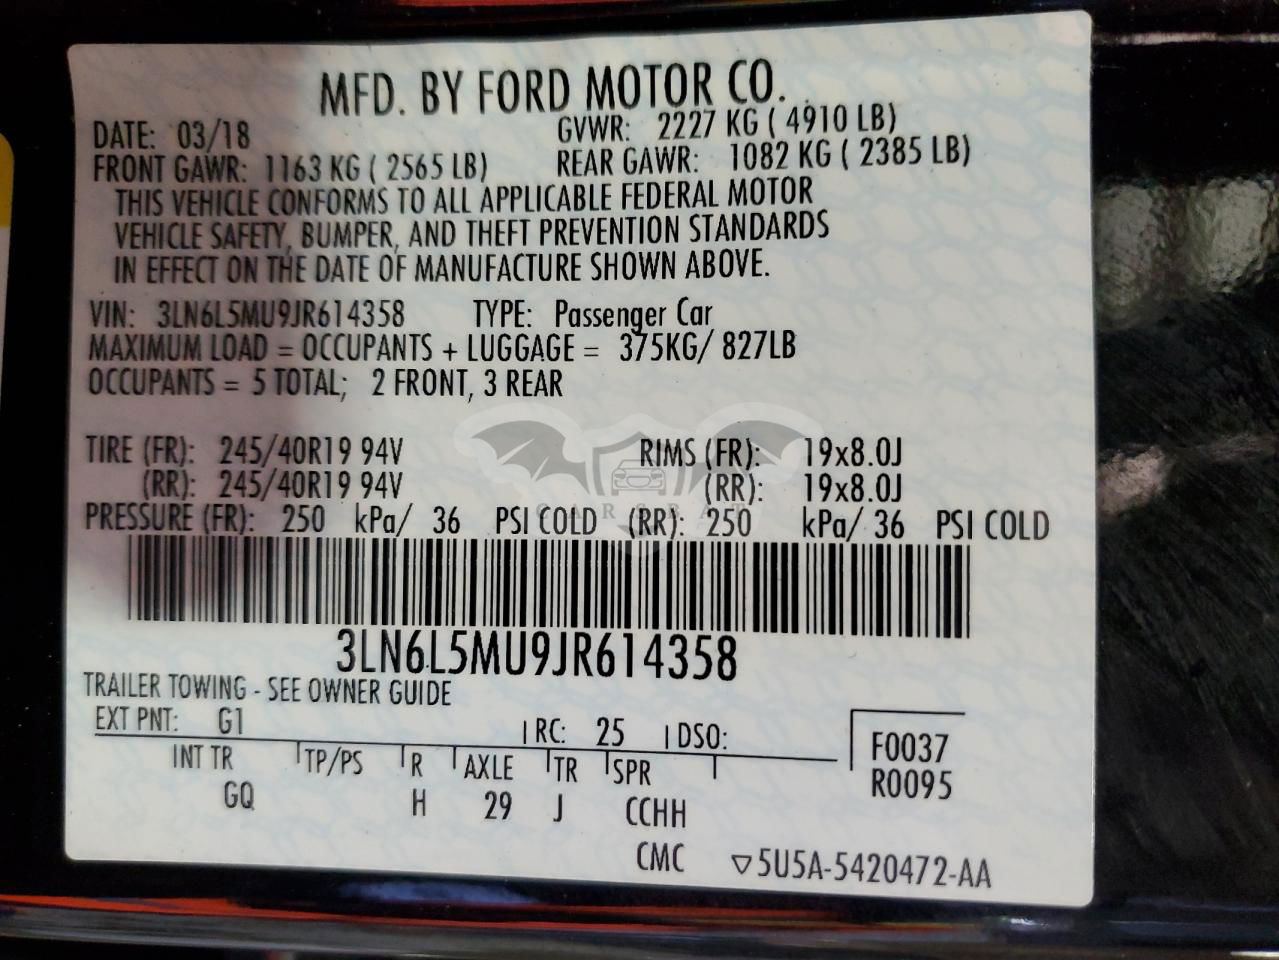 MFD. BY FORD MOTOR CO.
DATE: 03/18 GVWR: 2227 KG ( 4910 LB)
FRONT GAWR: 1163 KG ( 2565 LB) REAR GAWR: 1082 KG ( 2385 LB)
THIS VEHICLE CONFORMS TO ALL APPLICABLE FEDERAL MOTOR
VEHICLE SAFETY, BUMPER, AND THEFT PREVENTION STANDARDS
IN EFFECT ON THE DATE OF MANUFACTURE SHOWN ABOVE.
VIN: 3LN6L5MU9JR614358 TYPE: Passenger Car
MAXIMUM LOAD = OCCUPANTS + LUGGAGE = 375KG/ 827LB
OCCUPANTS = 5 TOTAL; 2 FRONT, 3 REAR
TIRE (FR): 245/40R19 94V RIMS (FR): 19x8.0J
(RR): 245/40R19 94V (RR): 19x8.0J
CARSBAT
PRESSURE (FR): 250 kPa/ 36 PSI COLD (RR): 250 kPa/ 36 PSI COLD
3LN6L5MU9JR614358
TRAILER TOWING - SEE OWNER GUIDE
EXT PNT: G1 RC: 25 DSO:
F0037
INT TR TP/PS R AXLE TR SPR
R0095
GQ H 29 J CCHH
CMC ▽5U5A-5420472-AA